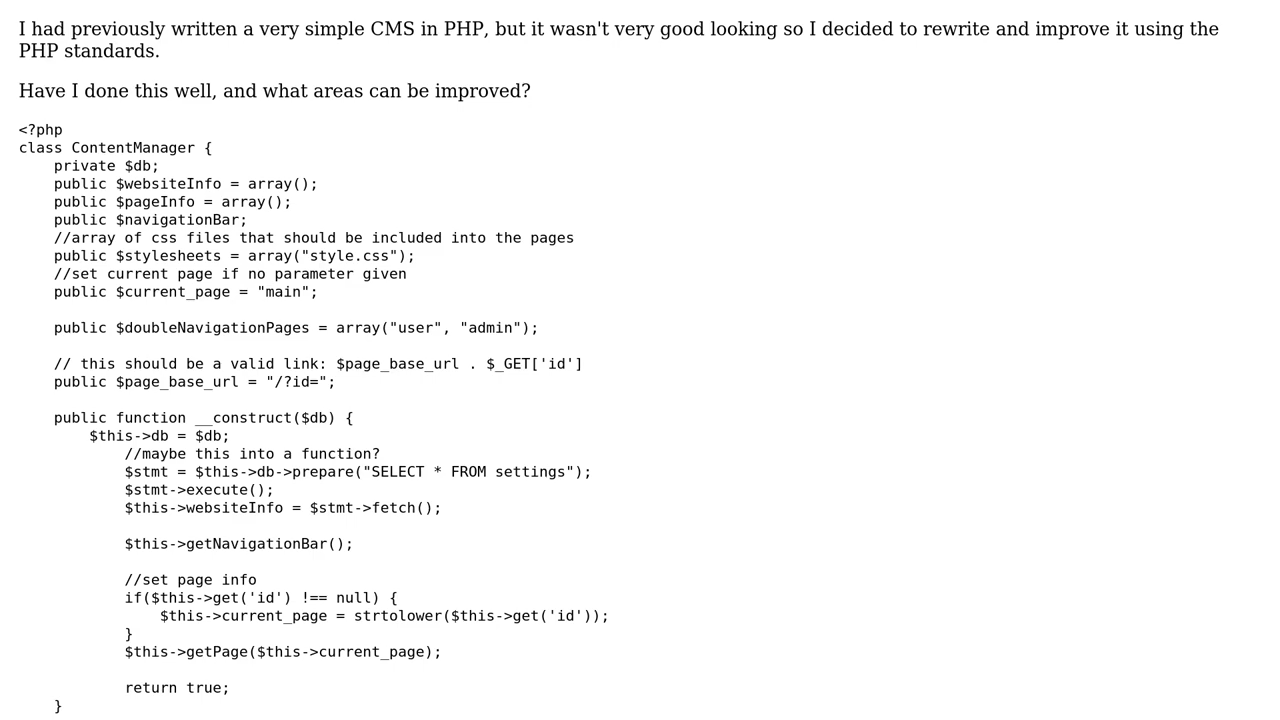 I had previously written a very simple CMS in PHP, but it wasn't very good looking so I decided to rewrite and improve it using the
PHP standards.
Have I done this well, and what areas can be improved?
<?php
class ContentManager {
    private $db;
    public $websiteInfo = array();
    public $pageInfo = array();
    public $navigationBar;
    //array of css files that should be included into the pages
    public $stylesheets = array("style.css");
    //set current page if no parameter given
    public $current_page = "main";

    public $doubleNavigationPages = array("user", "admin");

    // this should be a valid link: $page_base_url . $_GET['id']
    public $page_base_url = "/?id=";

    public function __construct($db) {
        $this->db = $db;
            //maybe this into a function?
            $stmt = $this->db->prepare("SELECT * FROM settings");
            $stmt->execute();
            $this->websiteInfo = $stmt->fetch();

            $this->getNavigationBar();

            //set page info
            if($this->get('id') !== null) {
                $this->current_page = strtolower($this->get('id'));
            }
            $this->getPage($this->current_page);

            return true;
    }